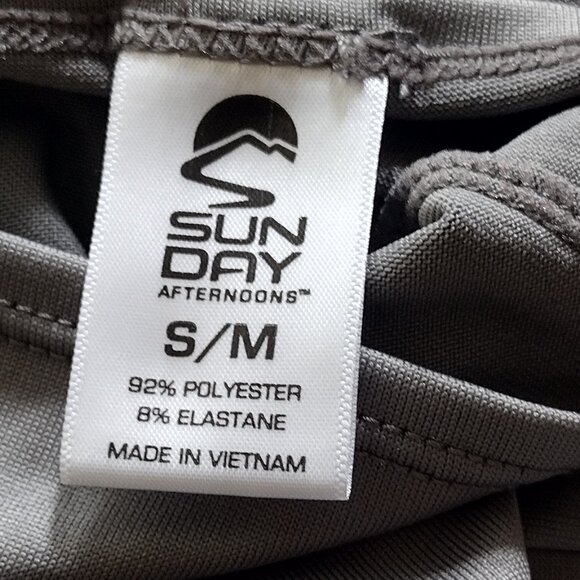 SUN
DAY
AFTERNOONS™
S/M
92% POLYESTER
8% ELASTANE
MADE IN VIETNAM